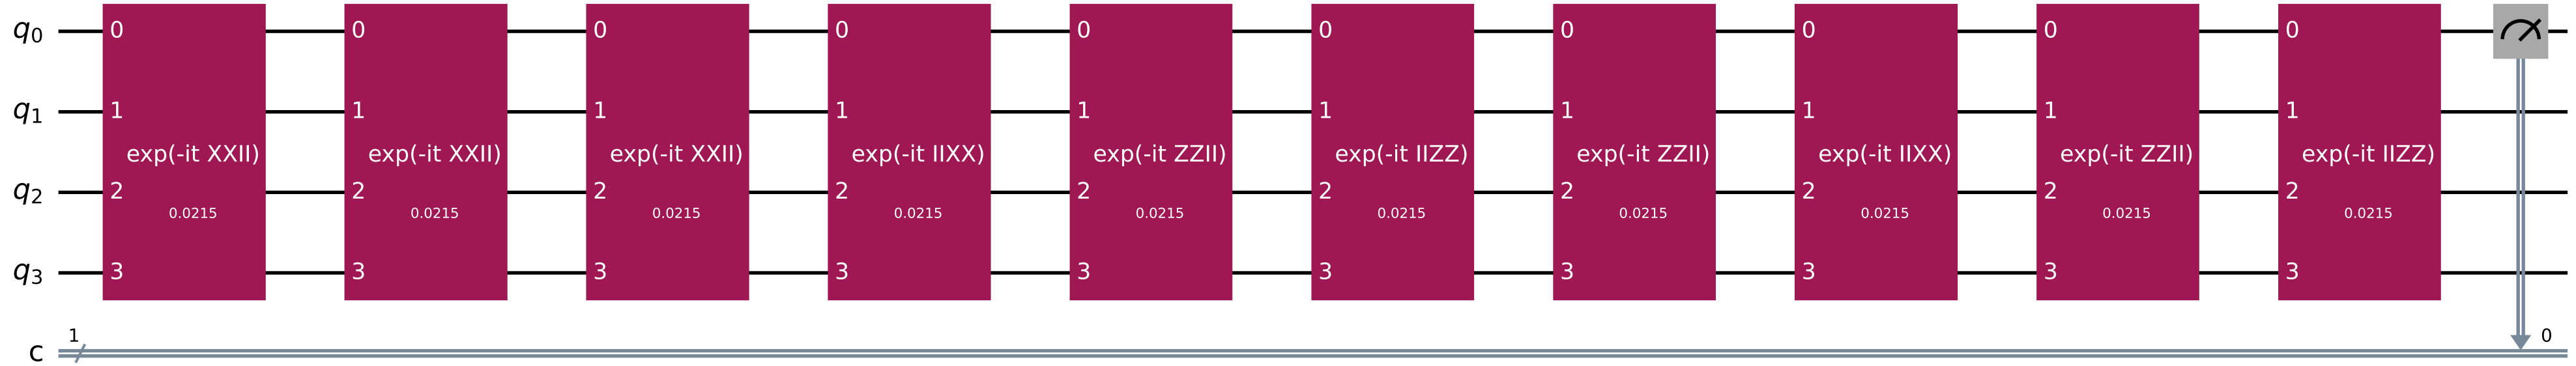 q0 0 0 0 0 0 0 0 0 0 0
q1 1 1 1 1 1 1 1 1 1 1
exp(-it XXII) exp(-it XXII) exp(-it XXII) exp(-it IIXX) exp(-it ZZII) exp(-it IIZZ) exp(-it ZZII) exp(-it IIXX) exp(-it ZZII) exp(-it IIZZ)
q2 2 2 2 2 2 2 2 2 2 2
0.0215 0.0215 0.0215 0.0215 0.0215 0.0215 0.0215 0.0215 0.0215 0.0215
q3 3 3 3 3 3 3 3 3 3 3
1 0
c